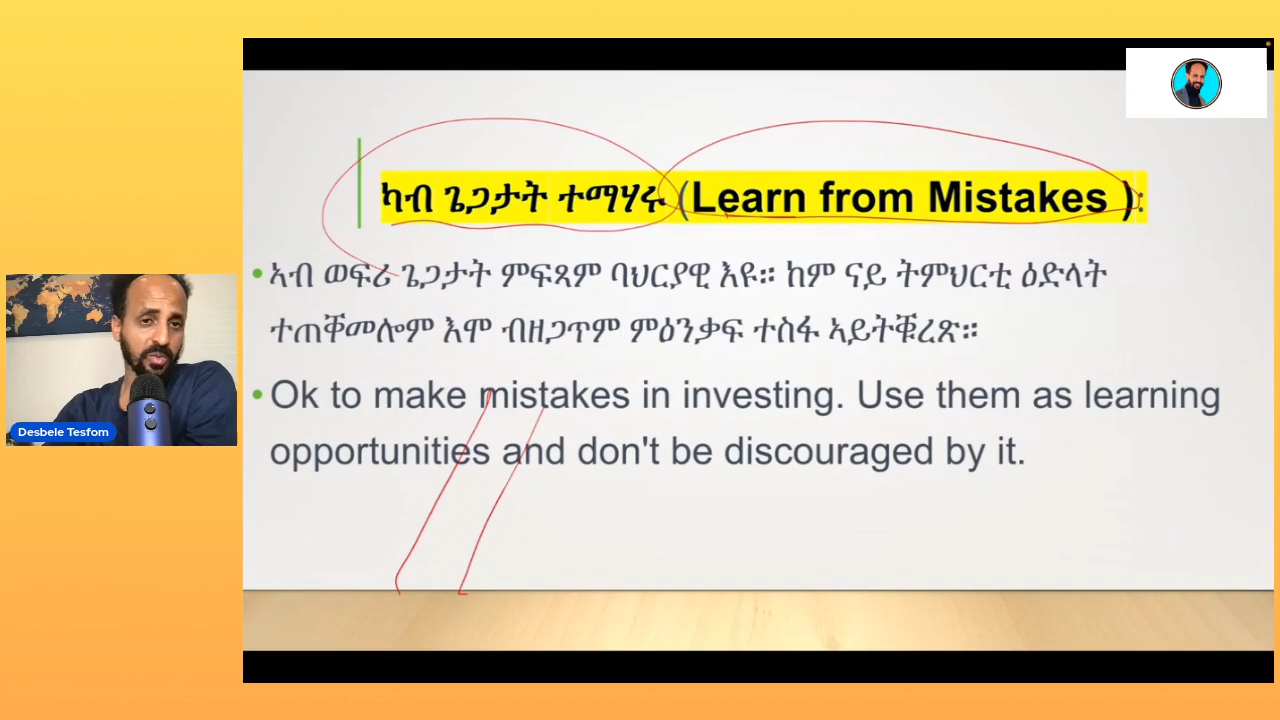 ካብ ጌጋታት ተማሃሩ (Learn from Mistakes ):
• ኣብ ወፍሪ ጌጋታት ምፍጻም ባህርያዊ እዩ። ከም ናይ ትምህርቲ ዕድላት
ተጠቐመሎም እሞ ብዘጋጥም ምዕንቃፍ ተስፋ ኣይትቑረጽ።
• Ok to make mistakes in investing. Use them as learning
opportunities and don't be discouraged by it.
Desbele Tesfom